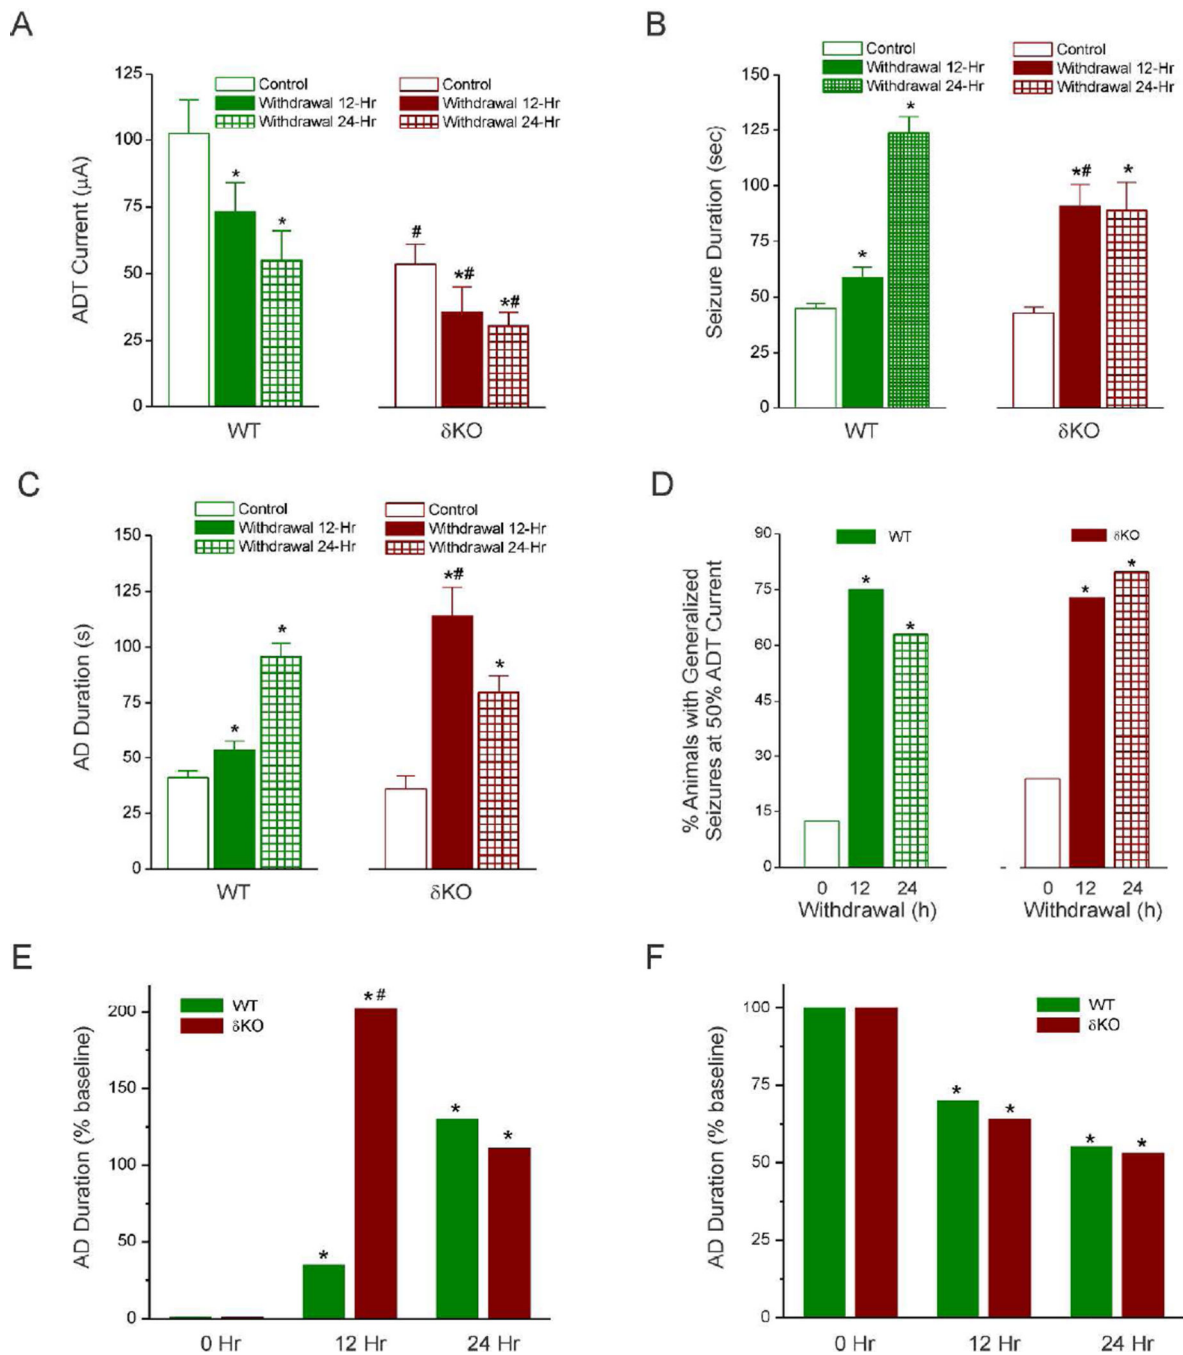 A
ADT Current (µA)
125
100
75
50
25
0
Control
Withdrawal 12-Hr
Withdrawal 24-Hr
Control
Withdrawal 12-Hr
Withdrawal 24-Hr
*
*
#
*#
*#
WT
δKO
B
Seizure Duration (sec)
150
125
100
75
50
25
0
Control
Withdrawal 12-Hr
Withdrawal 24-Hr
Control
Withdrawal 12-Hr
Withdrawal 24-Hr
*
*
*#
*
WT
δKO
C
AD Duration (s)
150
125
100
75
50
25
0
Control
Withdrawal 12-Hr
Withdrawal 24-Hr
Control
Withdrawal 12-Hr
Withdrawal 24-Hr
*
*
*#
*
WT
δKO
D
% Animals with Generalized
Seizures at 50% ADT Current
90
75
60
45
30
15
0
WT
δKO
*
*
*
*
0 12 24
Withdrawal (h)
0 12 24
Withdrawal (h)
E
AD Duration (% baseline)
200
150
100
50
0
WT
δKO
*
*#
*
*
0 Hr 12 Hr 24 Hr
F
AD Duration (% baseline)
100
75
50
25
0
WT
δKO
*
*
*
*
0 Hr 12 Hr 24 Hr